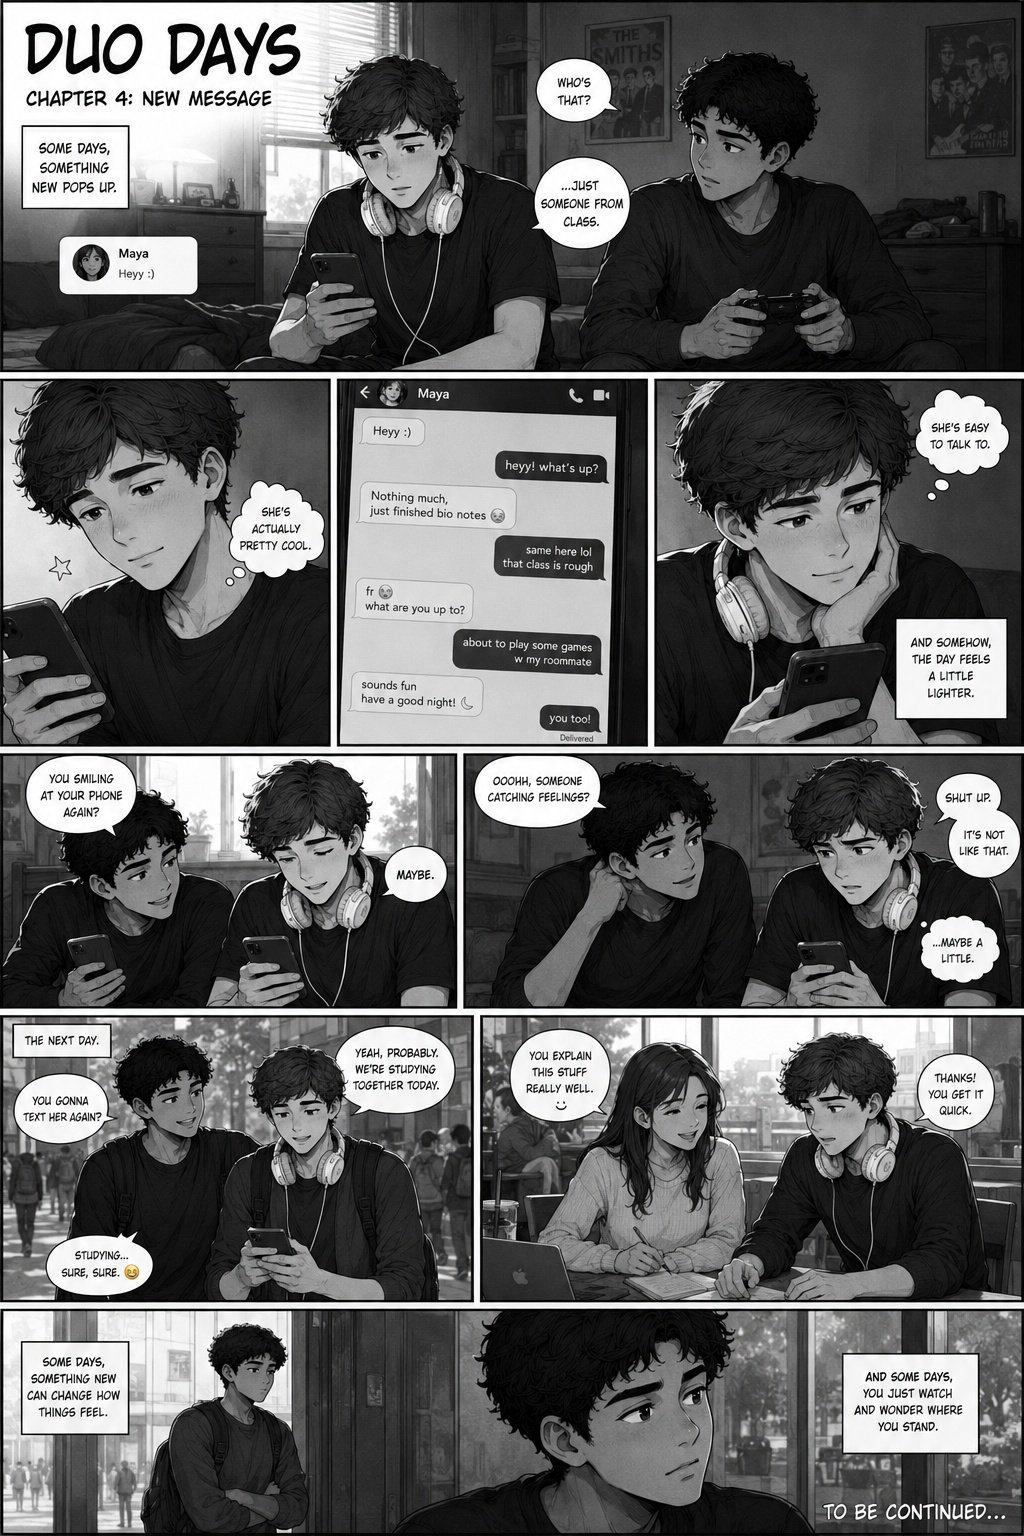 DUO DAYS
CHAPTER 4: NEW MESSAGE
SOME DAYS,
SOMETHING
NEW POPS UP.
Maya
Heyy :)
THE
SMITHS
WHO'S
THAT?
...JUST
SOMEONE FROM
CLASS.
SHE'S
ACTUALLY
PRETTY COOL.
Maya
Heyy :)
heyy! what's up?
Nothing much,
just finished bio notes 😣
same here lol
that class is rough
fr 😭
what are you up to?
about to play some games
w my roommate
sounds fun
have a good night! 🌙
you too!
Delivered
SHE'S EASY
TO TALK TO.
AND SOMEHOW,
THE DAY FEELS
A LITTLE
LIGHTER.
YOU SMILING
AT YOUR PHONE
AGAIN?
MAYBE.
OOOHH, SOMEONE
CATCHING FEELINGS?
SHUT UP.
IT'S NOT
LIKE THAT.
...MAYBE A
LITTLE.
THE NEXT DAY.
YOU GONNA
TEXT HER AGAIN?
YEAH, PROBABLY.
WE'RE STUDYING
TOGETHER TODAY.
STUDYING...
SURE, SURE. 😄
YOU EXPLAIN
THIS STUFF
REALLY WELL.
THANKS!
YOU GET IT
QUICK.
SOME DAYS,
SOMETHING NEW
CAN CHANGE HOW
THINGS FEEL.
AND SOME DAYS,
YOU JUST WATCH
AND WONDER WHERE
YOU STAND.
TO BE CONTINUED...